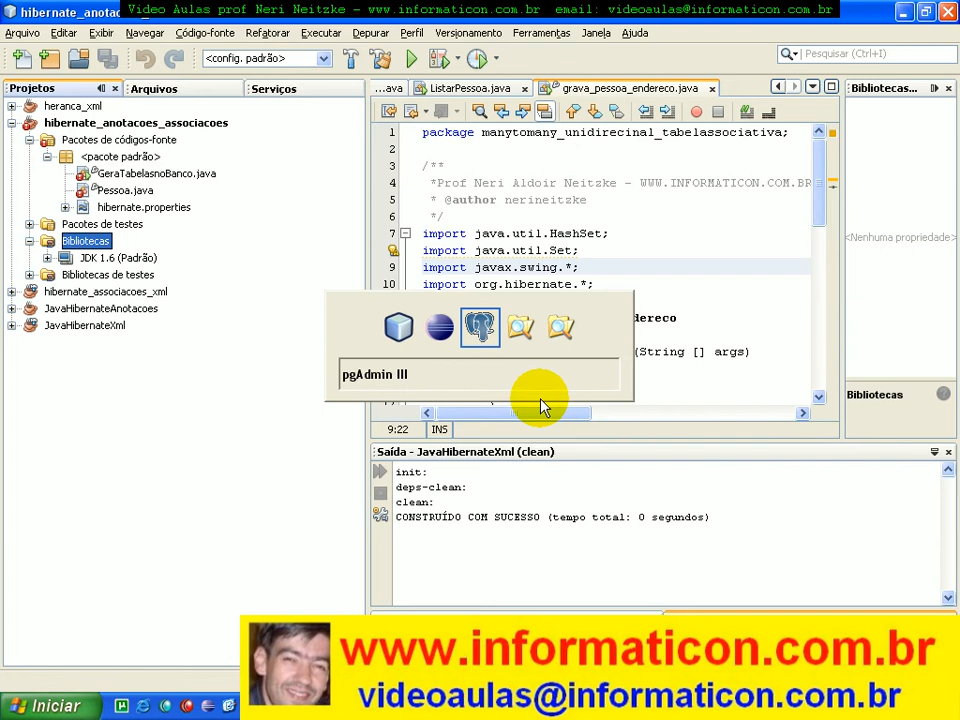 Video Aulas prof Neri Neitzke – www.informaticon.com.br email: videoaulas@informaticon.com.br
hibernate_anotac
Arquivo Editar Exibir Navegar Código-fonte Refatorar Executar Depurar Perfil Versionamento Ferramentas Janela Ajuda
<config. padrão>
Pesquisar (Ctrl+I)
Projetos
Arquivos
Serviços
heranca_xml
hibernate_anotacoes_associacoes
Pacotes de códigos-fonte
<pacote padrão>
GeraTabelasnoBanco.java
Pessoa.java
hibernate.properties
Pacotes de testes
Bibliotecas
JDK 1.6 (Padrão)
Bibliotecas de testes
hibernate_associacoes_xml
JavaHibernateAnotacoes
JavaHibernateXml
...ava
ListarPessoa.java
grava_pessoa_endereco.java
1 package manytomany_unidirecinal_tabelassociativa;
2
3 /**
4 *Prof Neri Aldoir Neitzke - WWW.INFORMATICON.COM.BR
5 * @author nerineitzke
6 */
7 import java.util.HashSet;
import java.util.Set;
9 import javax.swing.*;
10 import org.hibernate.*;
ereco
(String [] args)
9:22 INS
Bibliotecas...
<Nenhuma propriedade>
Bibliotecas
pgAdmin III
Saída - JavaHibernateXml (clean)
init:
deps-clean:
clean:
CONSTRUÍDO COM SUCESSO (tempo total: 0 segundos)
www.informaticon.com.br
videoaulas@informaticon.com.br
Iniciar